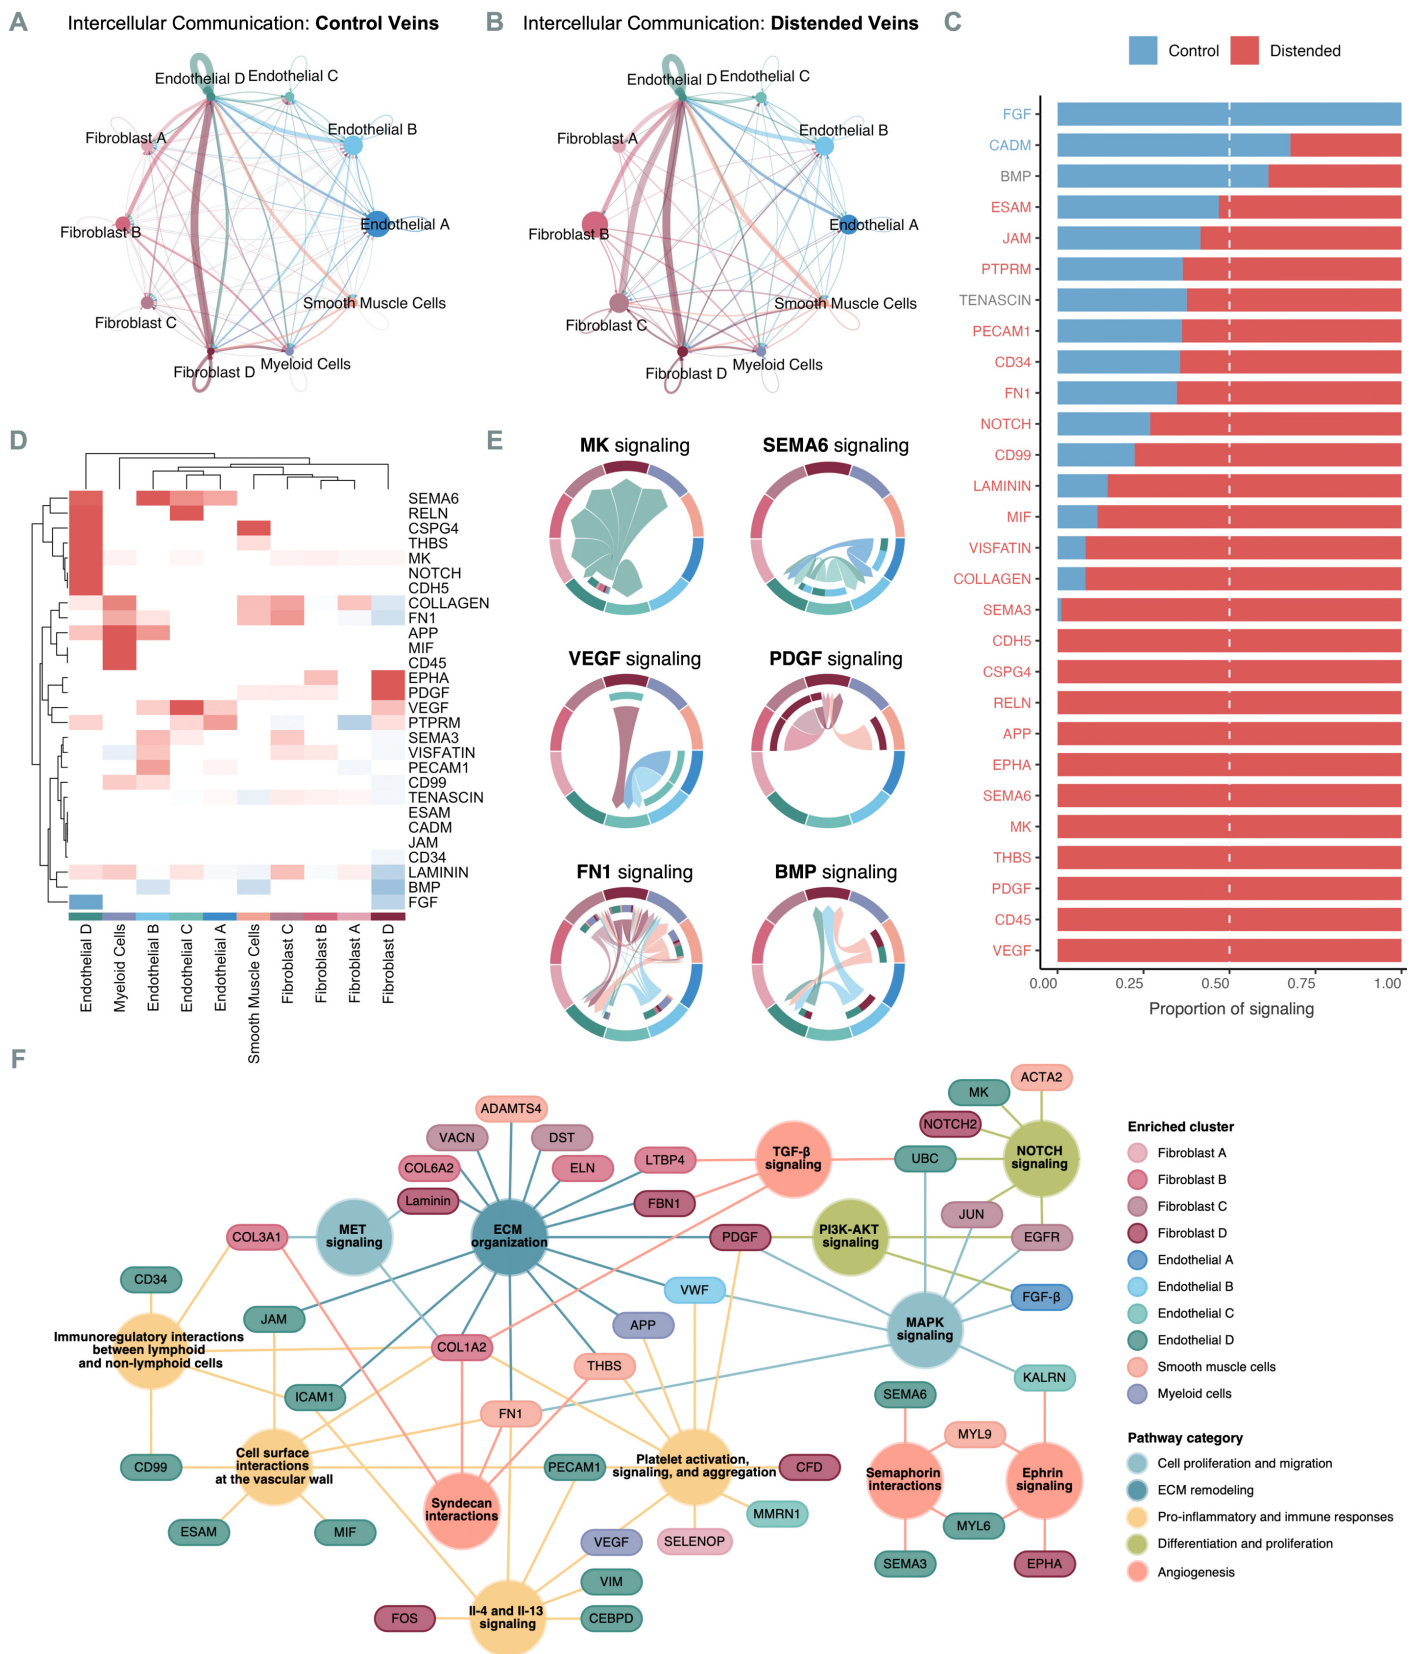 A
Intercellular Communication: Control Veins
Endothelial D
Endothelial C
Fibroblast A
Endothelial B
Fibroblast B
Endothelial A
Fibroblast C
Smooth Muscle Cells
Fibroblast D
Myeloid Cells
B
Intercellular Communication: Distended Veins
Endothelial D
Endothelial C
Fibroblast A
Endothelial B
Fibroblast B
Endothelial A
Fibroblast C
Smooth Muscle Cells
Fibroblast D
Myeloid Cells
C
Control
Distended
FGF
CADM
BMP
ESAM
JAM
PTPRM
TENASCIN
PECAM1
CD34
FN1
NOTCH
CD99
LAMININ
MIF
VISFATIN
COLLAGEN
SEMA3
CDH5
CSPG4
RELN
APP
EPHA
SEMA6
MK
THBS
PDGF
CD45
VEGF
0.00
0.25
0.50
0.75
1.00
Proportion of signaling
D
SEMA6
RELN
CSPG4
THBS
MK
NOTCH
CDH5
COLLAGEN
FN1
APP
MIF
CD45
EPHA
PDGF
VEGF
PTPRM
SEMA3
VISFATIN
PECAM1
CD99
TENASCIN
ESAM
CADM
JAM
CD34
LAMININ
BMP
FGF
Endothelial D
Myeloid Cells
Endothelial B
Endothelial C
Endothelial A
Smooth Muscle Cells
Fibroblast C
Fibroblast B
Fibroblast A
Fibroblast D
E
MK signaling
SEMA6 signaling
VEGF signaling
PDGF signaling
FN1 signaling
BMP signaling
F
ADAMTS4
VACN
DST
COL6A2
ELN
Laminin
LTBP4
FBN1
TGF-β
signaling
MK
ACTA2
NOTCH2
UBC
NOTCH
signaling
JUN
EGFR
COL3A1
MET
signaling
ECM
organization
PDGF
PI3K-AKT
signaling
CD34
JAM
VWF
FGF-β
APP
MAPK
signaling
Immunoregulatory interactions
between lymphoid
and non-lymphoid cells
COL1A2
THBS
KALRN
ICAM1
FN1
SEMA6
MYL9
CD99
Cell surface
interactions
at the vascular wall
PECAM1
Platelet activation,
signaling, and aggregation
CFD
Semaphorin
interactions
Ephrin
signaling
Syndecan
interactions
MMRN1
MYL6
ESAM
MIF
VEGF
SELENOP
SEMA3
EPHA
VIM
FOS
Il-4 and Il-13
signaling
CEBPD
Enriched cluster
Fibroblast A
Fibroblast B
Fibroblast C
Fibroblast D
Endothelial A
Endothelial B
Endothelial C
Endothelial D
Smooth muscle cells
Myeloid cells
Pathway category
Cell proliferation and migration
ECM remodeling
Pro-inflammatory and immune responses
Differentiation and proliferation
Angiogenesis